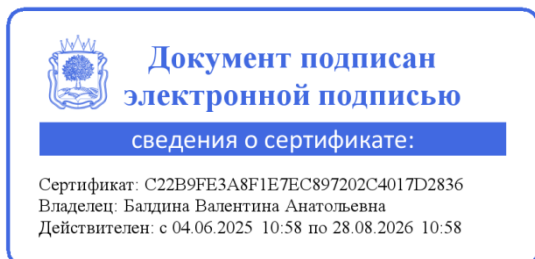 Документ подписан
электронной подписью
сведения о сертификате:
Сертификат: C22B9FE3A8F1E7EC897202C4017D2836
Владелец: Балдина Валентина Анатольевна
Действителен: с 04.06.2025 10:58 по 28.08.2026 10:58